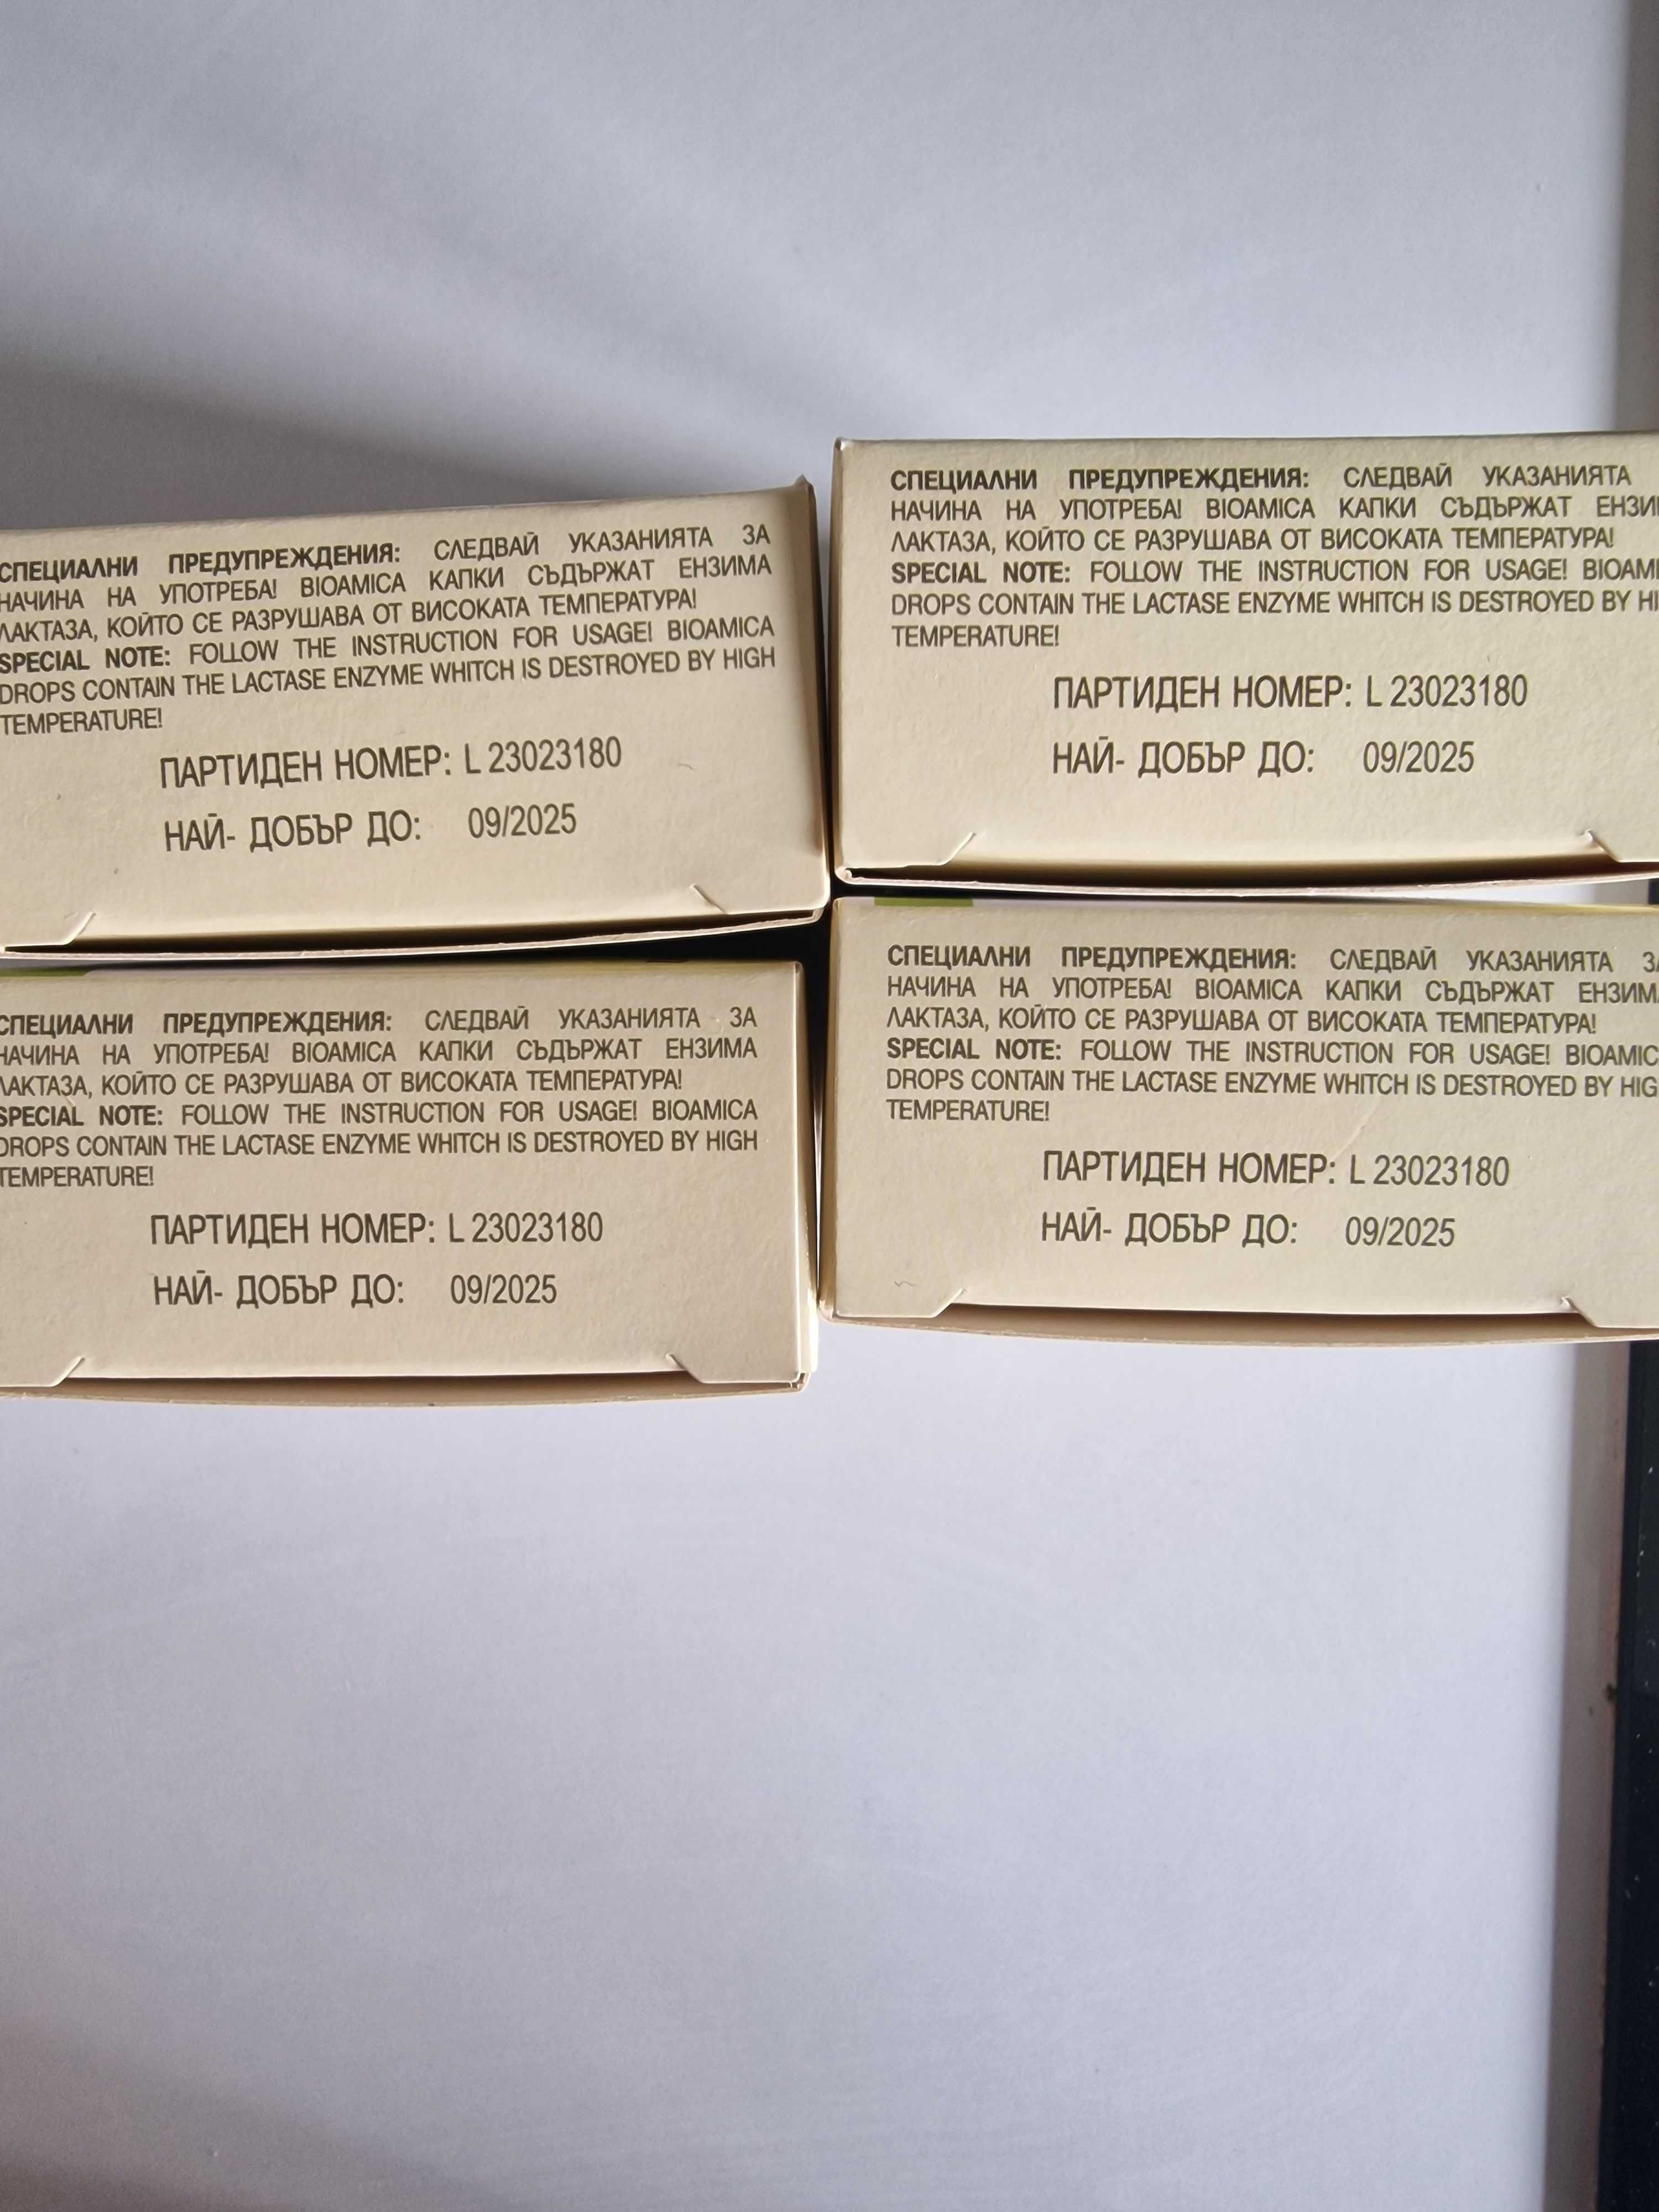 СПЕЦИАЛНИ ПРЕДУПРЕЖДЕНИЯ: СЛЕДВАЙ УКАЗАНИЯТА ЗА
НАЧИНА НА УПОТРЕБА! BIOAMICA КАПКИ СЪДЪРЖАТ ЕНЗИМА
ЛАКТАЗА, КОЙТО СЕ РАЗРУШАВА ОТ ВИСОКАТА ТЕМПЕРАТУРА!
SPECIAL NOTE: FOLLOW THE INSTRUCTION FOR USAGE! BIOAMICA
DROPS CONTAIN THE LACTASE ENZYME WHITCH IS DESTROYED BY HIGH
TEMPERATURE!
ПАРТИДЕН НОМЕР: L 23023180
НАЙ- ДОБЪР ДО: 09/2025
СПЕЦИАЛНИ ПРЕДУПРЕЖДЕНИЯ: СЛЕДВАЙ УКАЗАНИЯТА
НАЧИНА НА УПОТРЕБА! BIOAMICA КАПКИ СЪДЪРЖАТ ЕНЗИ
ЛАКТАЗА, КОЙТО СЕ РАЗРУШАВА ОТ ВИСОКАТА ТЕМПЕРАТУРА!
SPECIAL NOTE: FOLLOW THE INSTRUCTION FOR USAGE! BIOAMI
DROPS CONTAIN THE LACTASE ENZYME WHITCH IS DESTROYED BY HI
TEMPERATURE!
ПАРТИДЕН НОМЕР: L 23023180
НАЙ- ДОБЪР ДО: 09/2025
СПЕЦИАЛНИ ПРЕДУПРЕЖДЕНИЯ: СЛЕДВАЙ УКАЗАНИЯТА ЗА
НАЧИНА НА УПОТРЕБА! BIOAMICA КАПКИ СЪДЪРЖАТ ЕНЗИМА
ЛАКТАЗА, КОЙТО СЕ РАЗРУШАВА ОТ ВИСОКАТА ТЕМПЕРАТУРА!
SPECIAL NOTE: FOLLOW THE INSTRUCTION FOR USAGE! BIOAMICA
DROPS CONTAIN THE LACTASE ENZYME WHITCH IS DESTROYED BY HIGH
TEMPERATURE!
ПАРТИДЕН НОМЕР: L 23023180
НАЙ- ДОБЪР ДО: 09/2025
СПЕЦИАЛНИ ПРЕДУПРЕЖДЕНИЯ: СЛЕДВАЙ УКАЗАНИЯТА ЗА
НАЧИНА НА УПОТРЕБА! BIOAMICA КАПКИ СЪДЪРЖАТ ЕНЗИМ
ЛАКТАЗА, КОЙТО СЕ РАЗРУШАВА ОТ ВИСОКАТА ТЕМПЕРАТУРА!
SPECIAL NOTE: FOLLOW THE INSTRUCTION FOR USAGE! BIOAMIC
DROPS CONTAIN THE LACTASE ENZYME WHITCH IS DESTROYED BY HIG
TEMPERATURE!
ПАРТИДЕН НОМЕР: L 23023180
НАЙ- ДОБЪР ДО: 09/2025